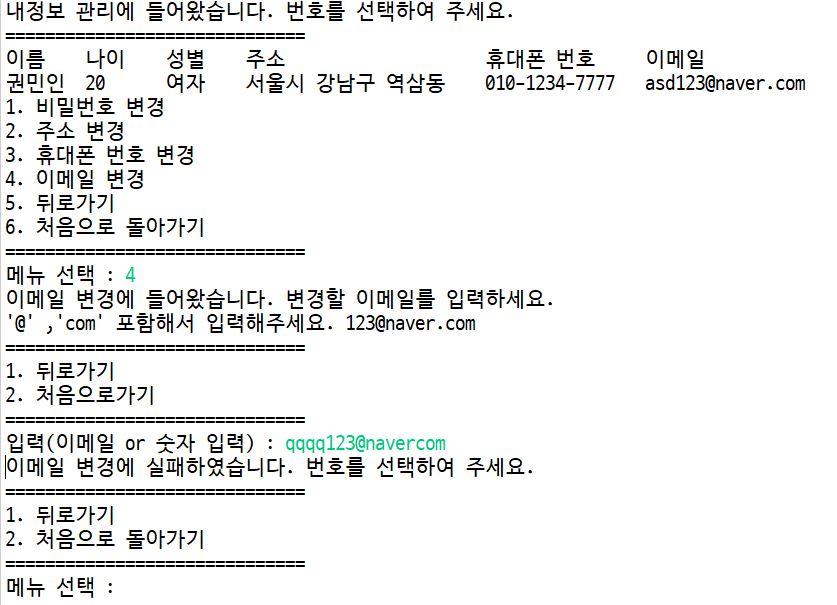 내정보 관리에 들어왔습니다. 번호를 선택하여 주세요.
==============================
이름 나이 성별 주소 휴대폰 번호 이메일
권민인 20 여자 서울시 강남구 역삼동 010-1234-7777 asd123@naver.com
1. 비밀번호 변경
2. 주소 변경
3. 휴대폰 번호 변경
4. 이메일 변경
5. 뒤로가기
6. 처음으로 돌아가기
==============================
메뉴 선택 : 4
이메일 변경에 들어왔습니다. 변경할 이메일를 입력하세요.
'@' ,'com' 포함해서 입력해주세요. 123@naver.com
==============================
1. 뒤로가기
2. 처음으로가기
==============================
입력(이메일 or 숫자 입력) : qqqq123@navercom
이메일 변경에 실패하였습니다. 번호를 선택하여 주세요.
==============================
1. 뒤로가기
2. 처음으로 돌아가기
==============================
메뉴 선택 :